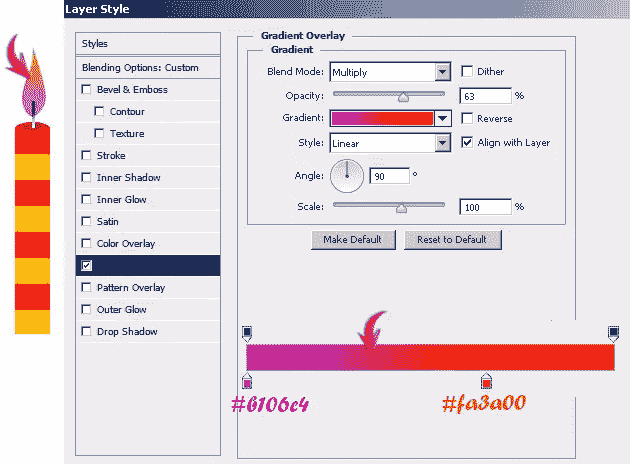 Layer Style
Styles
Blending Options: Custom
Bevel & Emboss
Contour
Texture
Stroke
Inner Shadow
Inner Glow
Satin
Color Overlay
Pattern Overlay
Outer Glow
Drop Shadow
Gradient Overlay
Gradient
Blend Mode: Multiply Dither
Opacity: 63 %
Gradient: Reverse
Style: Linear Align with Layer
Angle: 90 °
Scale: 100 %
Make Default Reset to Default
#b106c4 #fa3a00